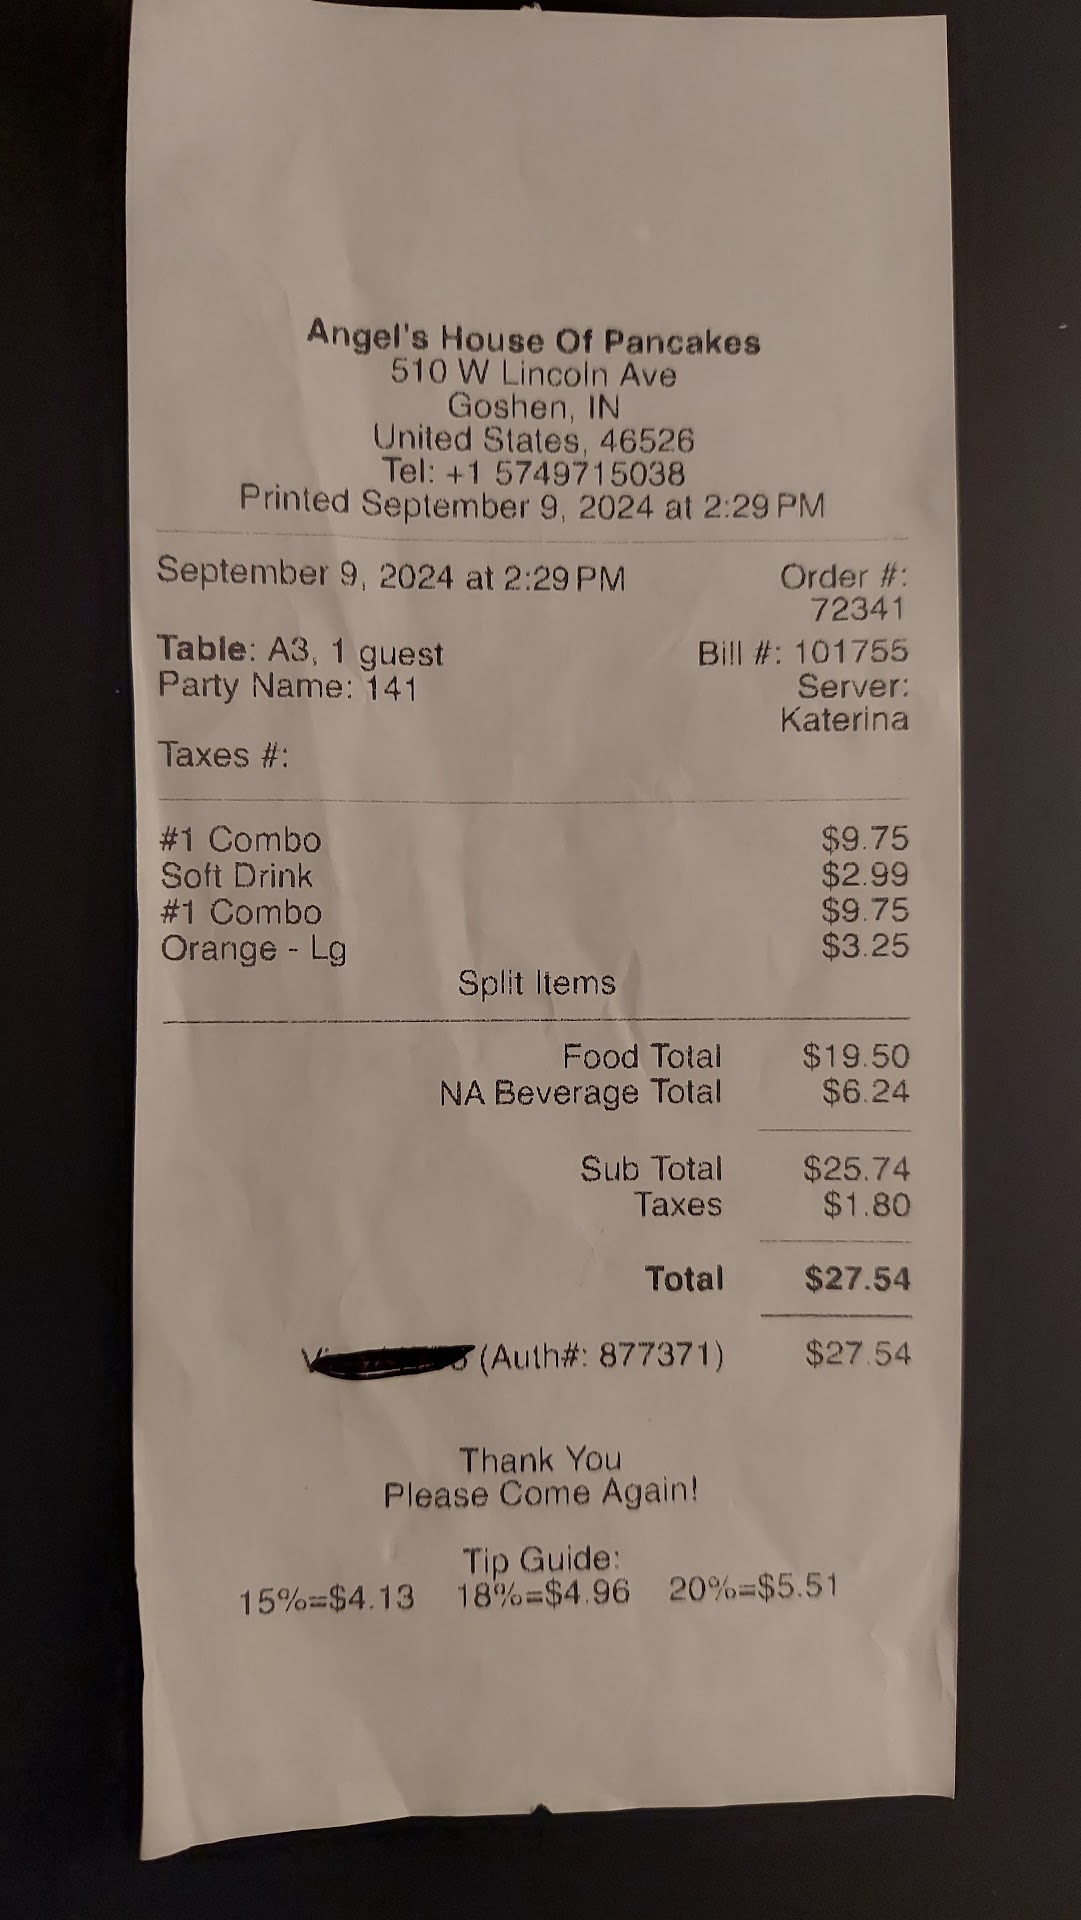 Angel's House Of Pancakes
510 W Lincoln Ave
Goshen, IN
United States, 46526
Tel: +1 5749715038
Printed September 9, 2024 at 2:29 PM
September 9, 2024 at 2:29 PM Order #:
72341
Table: A3, 1 guest Bill #: 101755
Party Name: 141 Server:
Katerina
Taxes #:
#1 Combo $9.75
Soft Drink $2.99
#1 Combo $9.75
Orange - Lg $3.25
Split Items
Food Total $19.50
NA Beverage Total $6.24
Sub Total $25.74
Taxes $1.80
Total $27.54
(Auth#: 877371) $27.54
Thank You
Please Come Again!
Tip Guide:
15%=$4.13 18%=$4.96 20%=$5.51